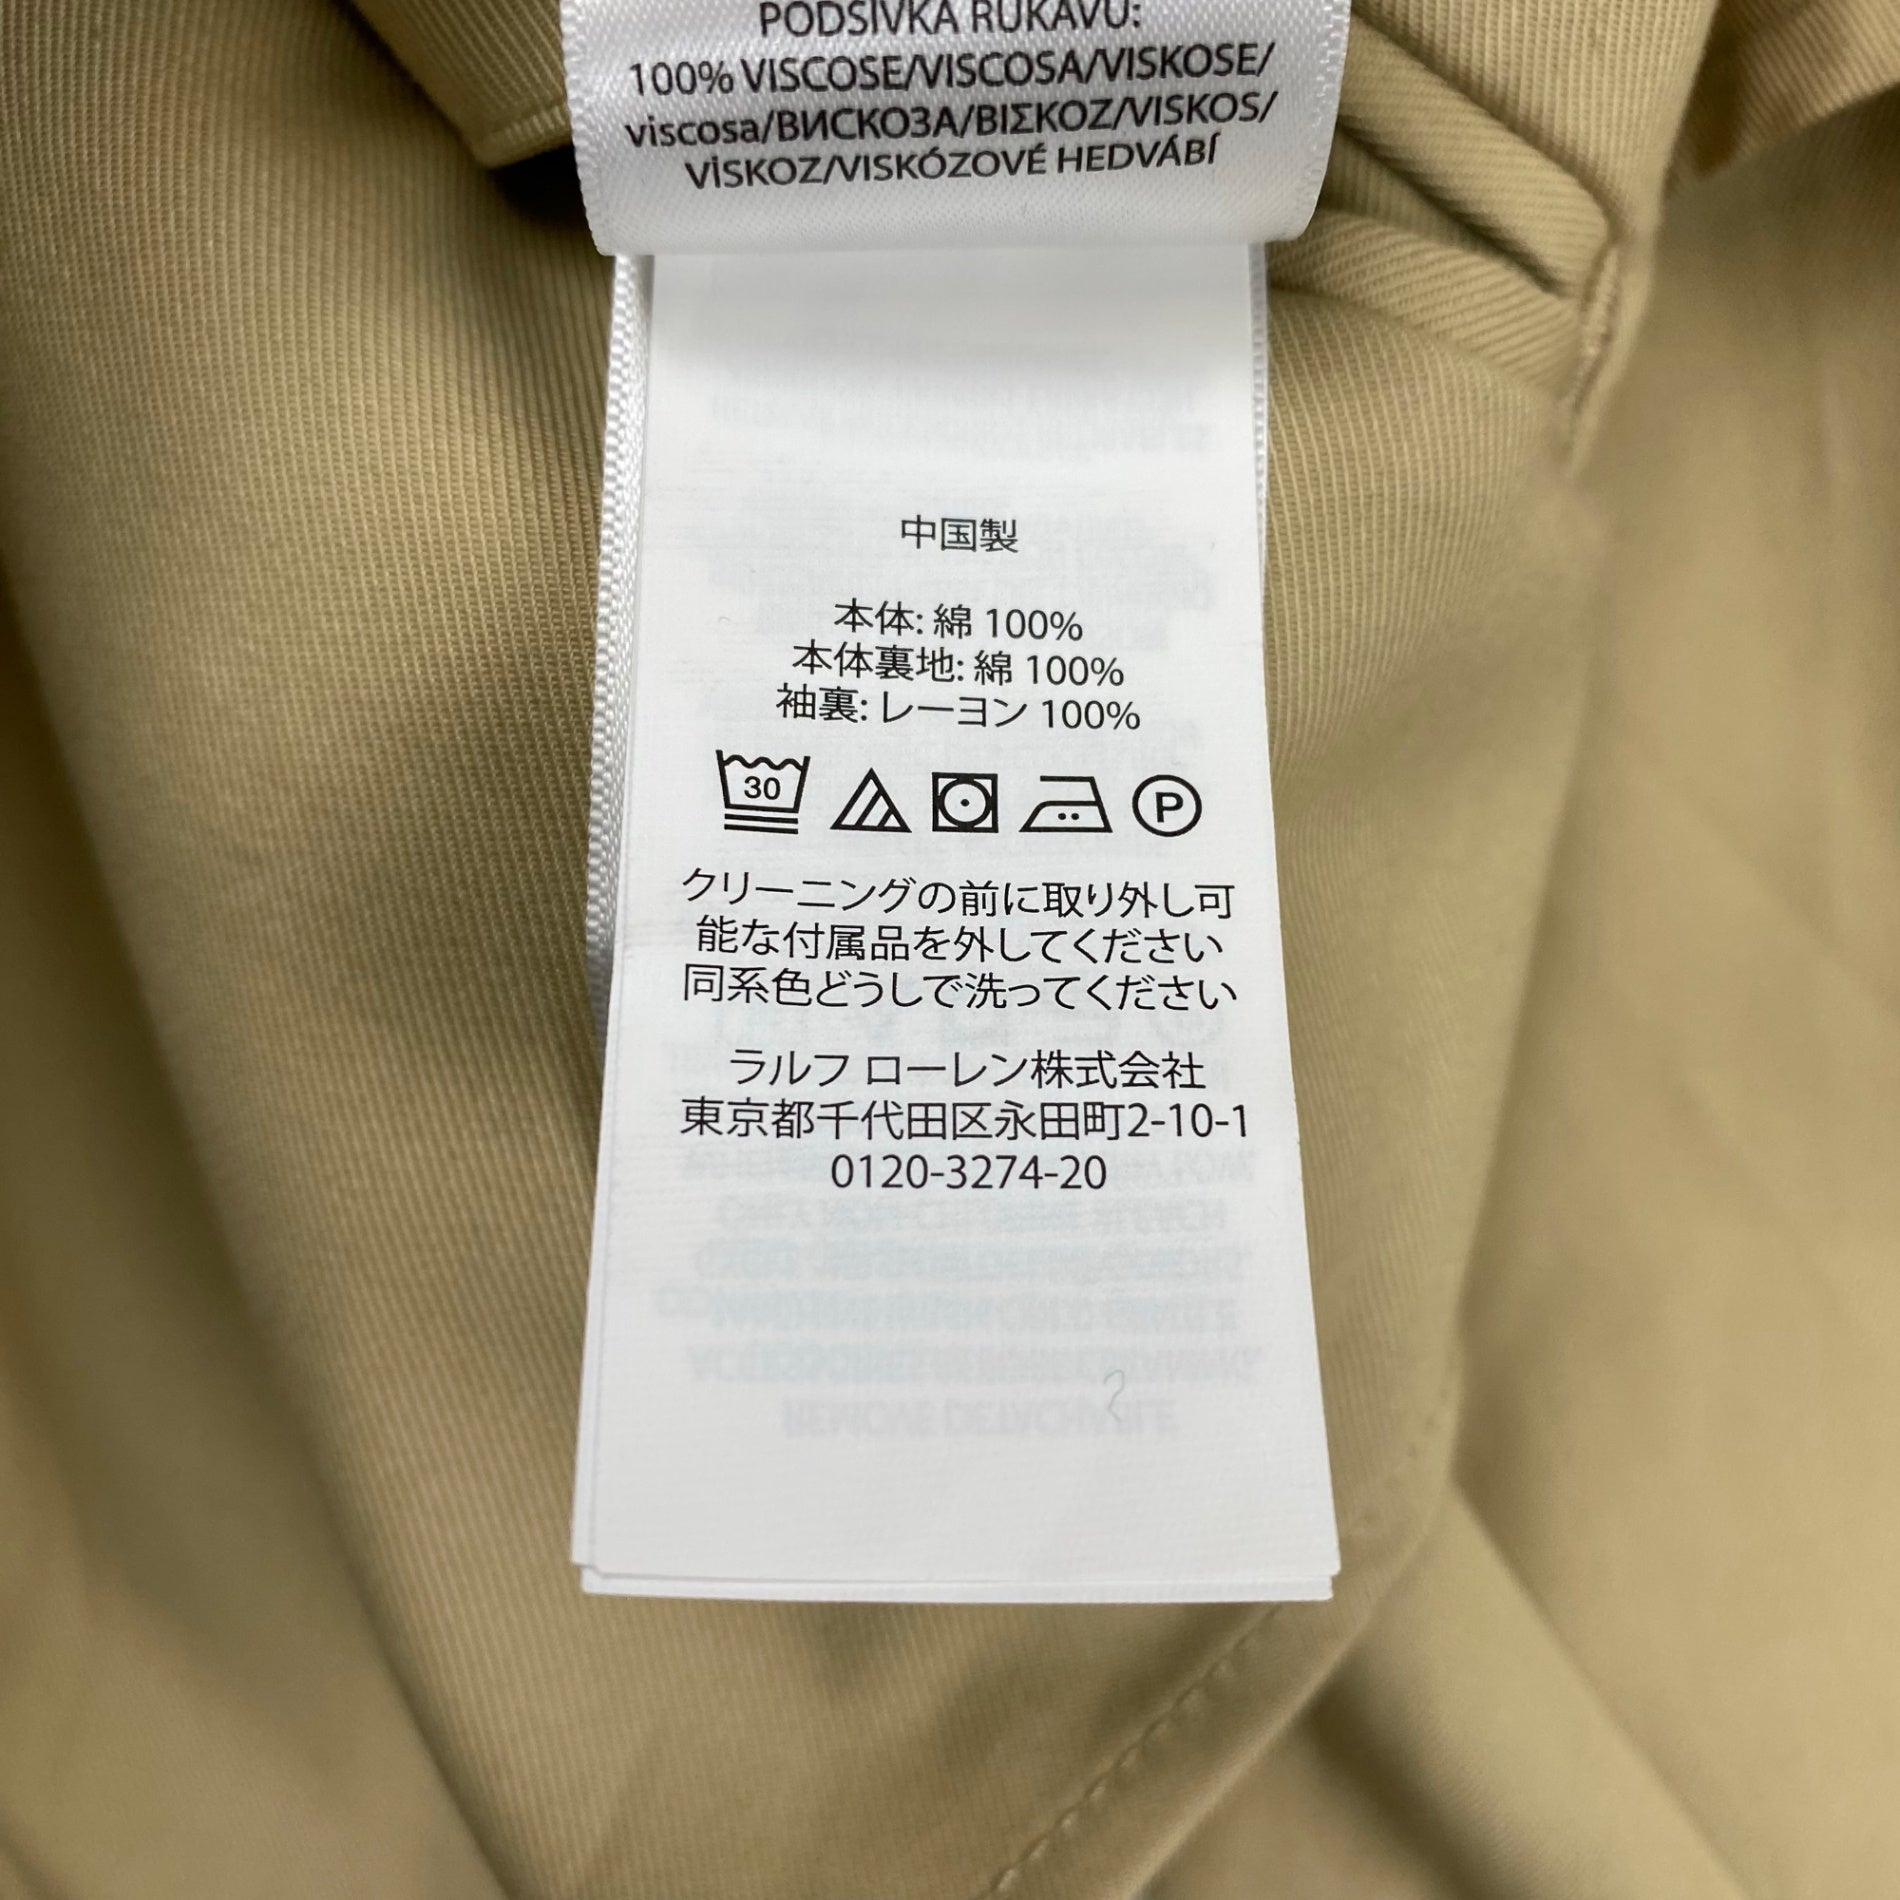 PODŠÍVKA RUKÁVŮ:
100% VISCOSE/VISCOSA/VISKOSE/
viscosa/ВИСКОЗА/ΒΙΣΚΟΖ/VISKOS/
VİSKOZ/VISKÓZOVÉ HEDVÁBÍ
中国製
本体: 綿 100%
本体裏地: 綿 100%
袖裏: レーヨン 100%
30
P
クリーニングの前に取り外し可
能な付属品を外してください
同系色どうしで洗ってください
ラルフ ローレン株式会社
東京都千代田区永田町2-10-1
0120-3274-20